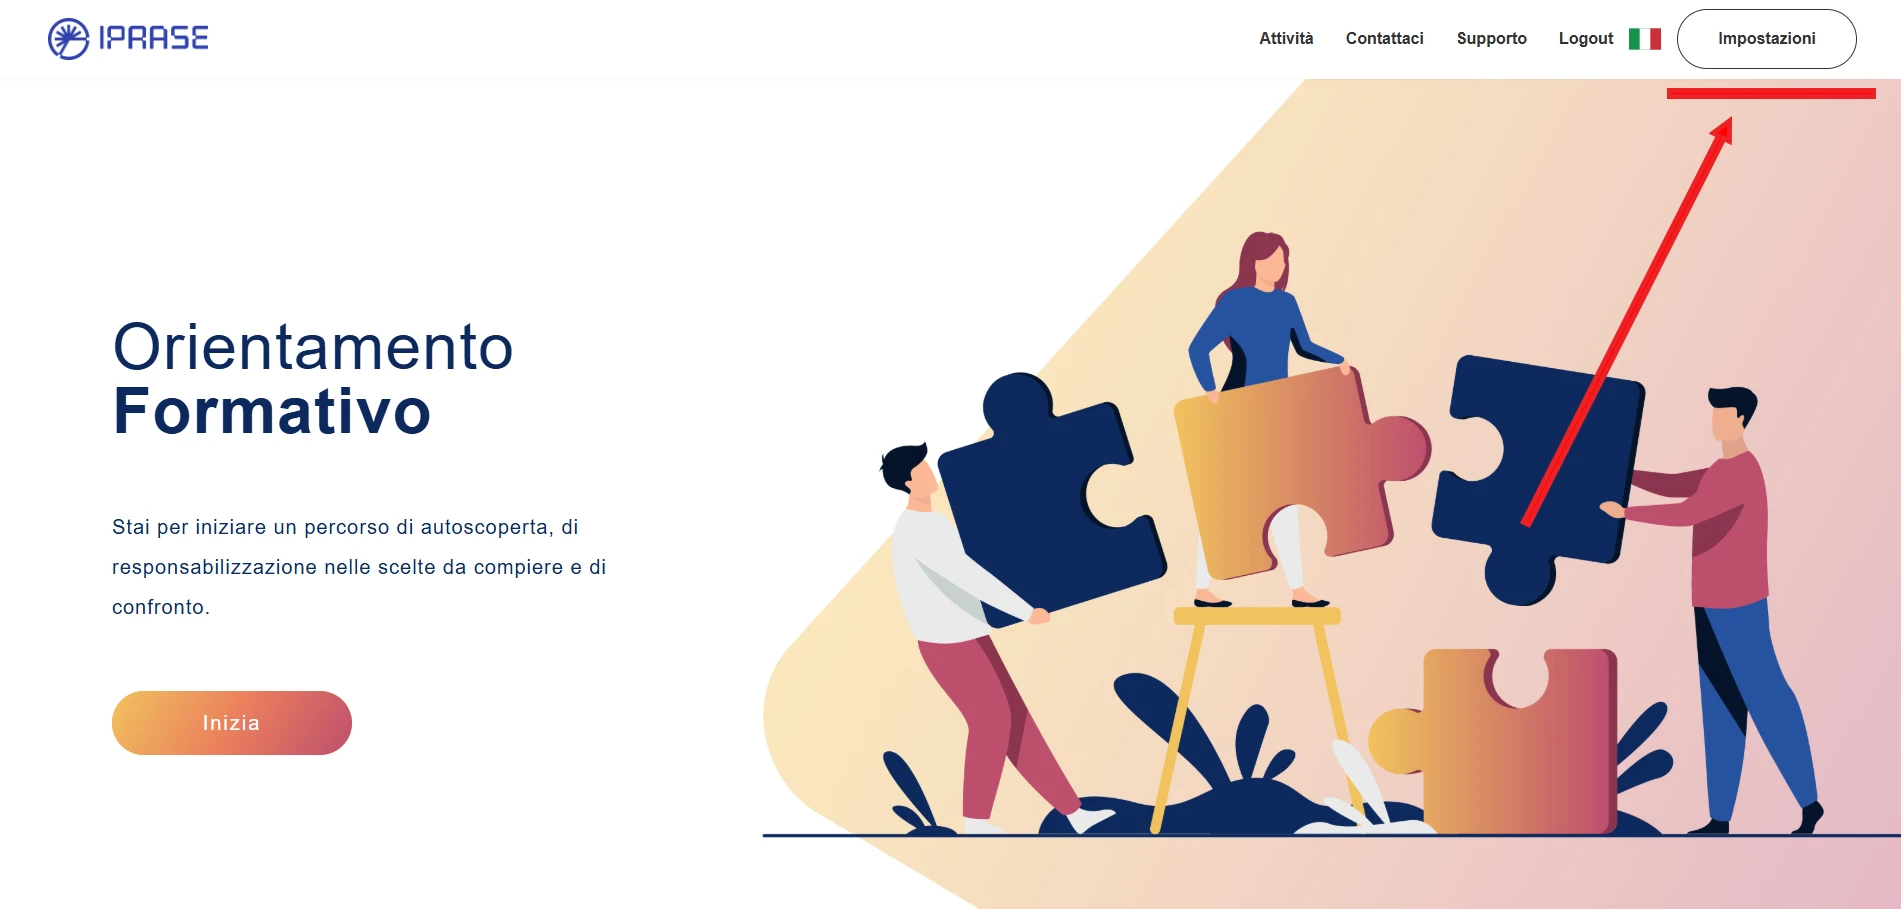 IPRASE
Attività Contattaci Supporto Logout Impostazioni
Orientamento
Formativo
Stai per iniziare un percorso di autoscoperta, di
responsabilizzazione nelle scelte da compiere e di
confronto.
Inizia